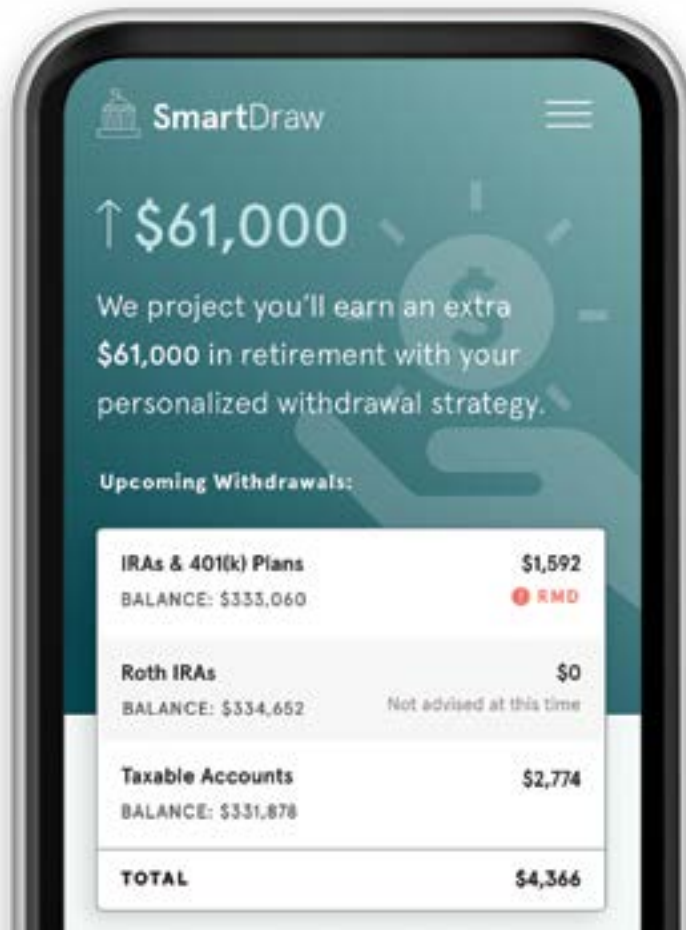 SmartDraw
↑$61,000
We project you'll earn an extra
$61,000 in retirement with your
personalized withdrawal strategy.
Upcoming Withdrawals:
IRAs & 401(k) Plans $1,592
BALANCE: $333,060 RMD
Roth IRAs $0
BALANCE: $334,652 Not advised at this time
Taxable Accounts $2,774
BALANCE: $331,878
TOTAL $4,366